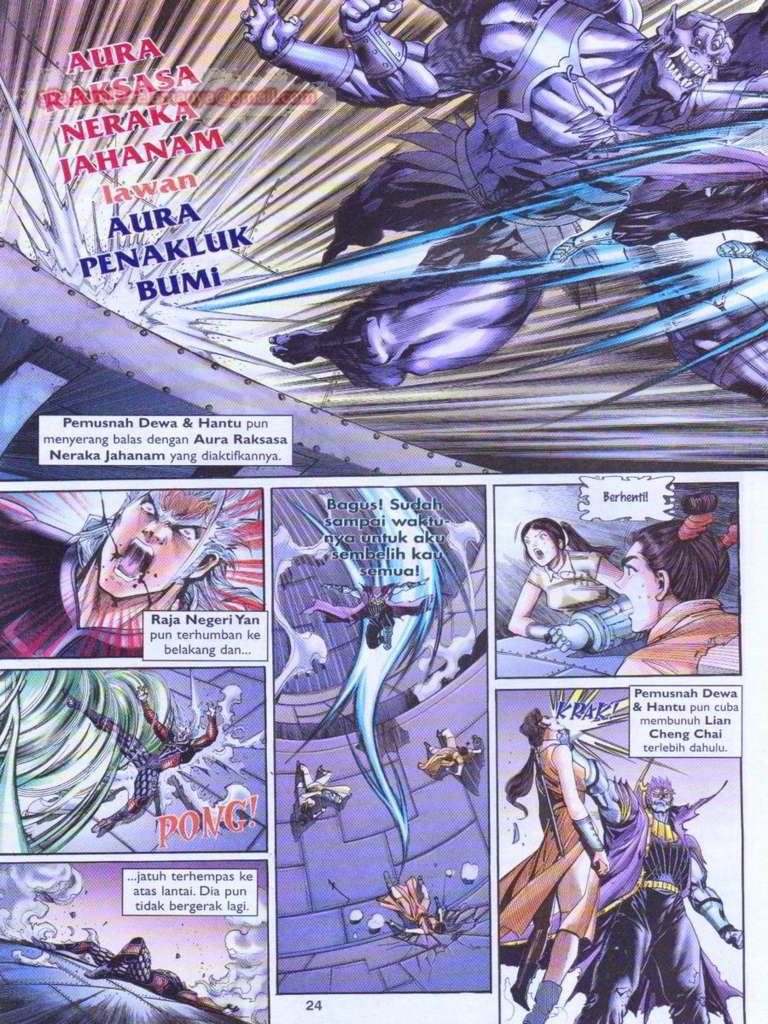 AURA
RAKSASA
NERAKA
JAHANAM
lawan
AURA
PENAKLUK
BUMi
Pemusnah Dewa & Hantu pun
menyerang balas dengan Aura Raksasa
Neraka Jahanam yang diaktifkannya.
Raja Negeri Yan
pun terhumban ke
belakang dan...
PONG!
...jatuh terhempas ke
atas lantai. Dia pun
tidak bergerak lagi.
Bagus! Sudah
sampai waktu-
nya untuk aku
sembelih kau
semua!
Berhenti!
Pemusnah Dewa
& Hantu pun cuba
membunuh Lian
Cheng Chai
terlebih dahulu.
KRAK!
24